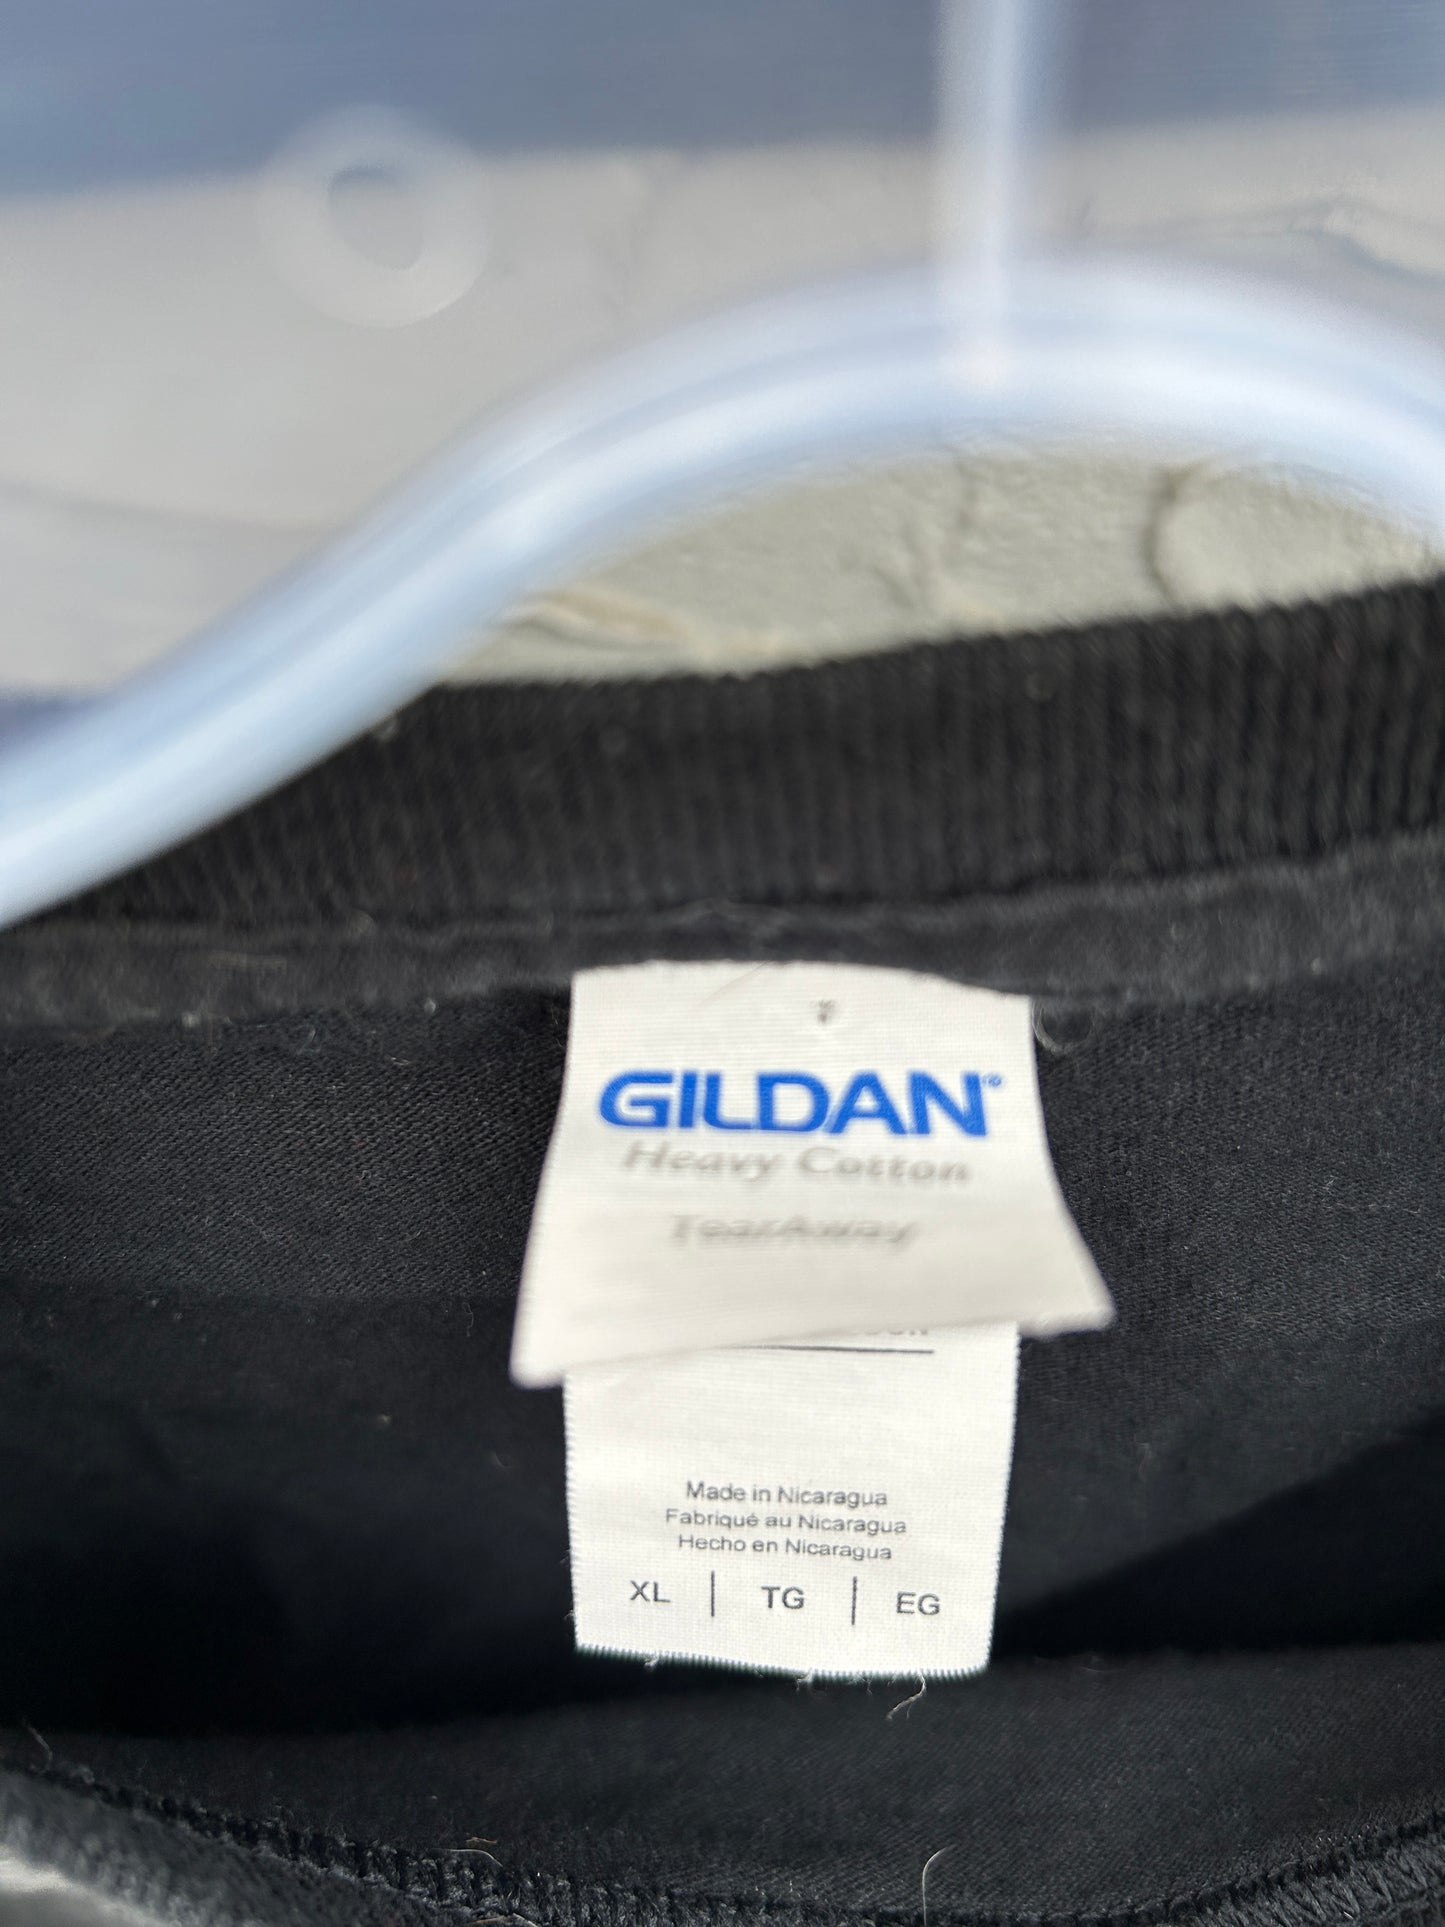 GILDAN®
Heavy Cotton
TearAway
Made in Nicaragua
Fabriqué au Nicaragua
Hecho en Nicaragua
XL | TG | EG